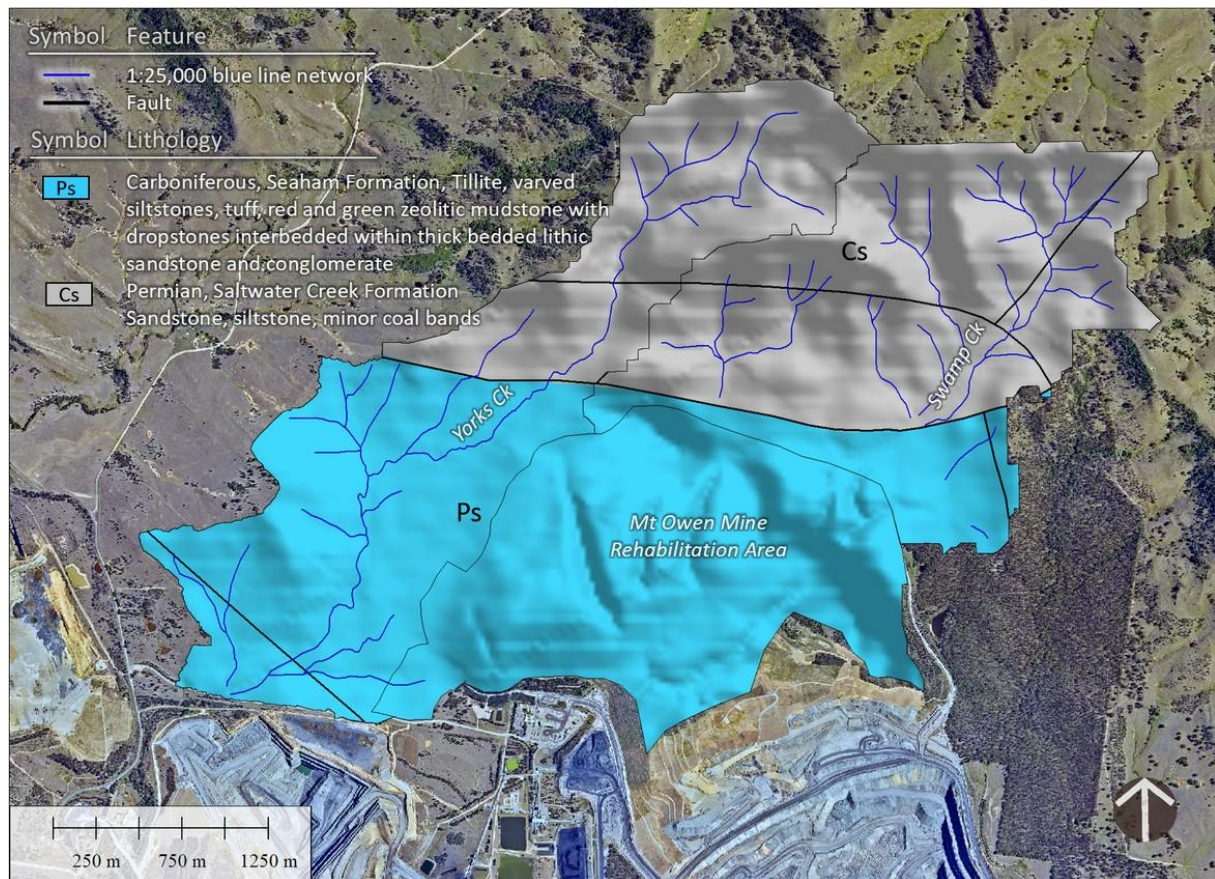 Symbol Feature
1:25,000 blue line network
Fault
Symbol Lithology
Ps Carboniferous, Seaham Formation, Tillite, varved
siltstones, tuff, red and green zeolitic mudstone with
dropstones interbedded within thick bedded lithic
sandstone and conglomerate
Cs Permian, Saltwater Creek Formation
Sandstone, siltstone, minor coal bands
Cs
Swamp Ck
Yorks Ck
Ps
Mt Owen Mine
Rehabilitation Area
250 m 750 m 1250 m